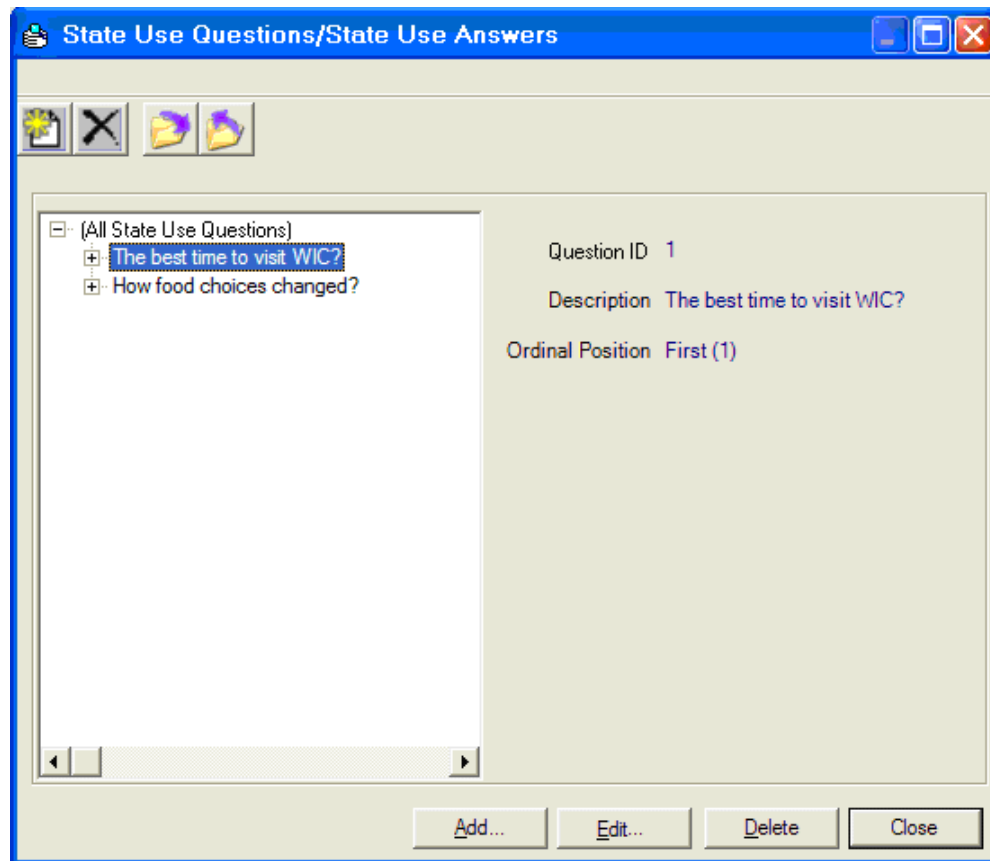 State Use Questions/State Use Answers
(All State Use Questions)
The best time to visit WIC?
How food choices changed?
Question ID 1
Description The best time to visit WIC?
Ordinal Position First (1)
Add... Edit... Delete Close